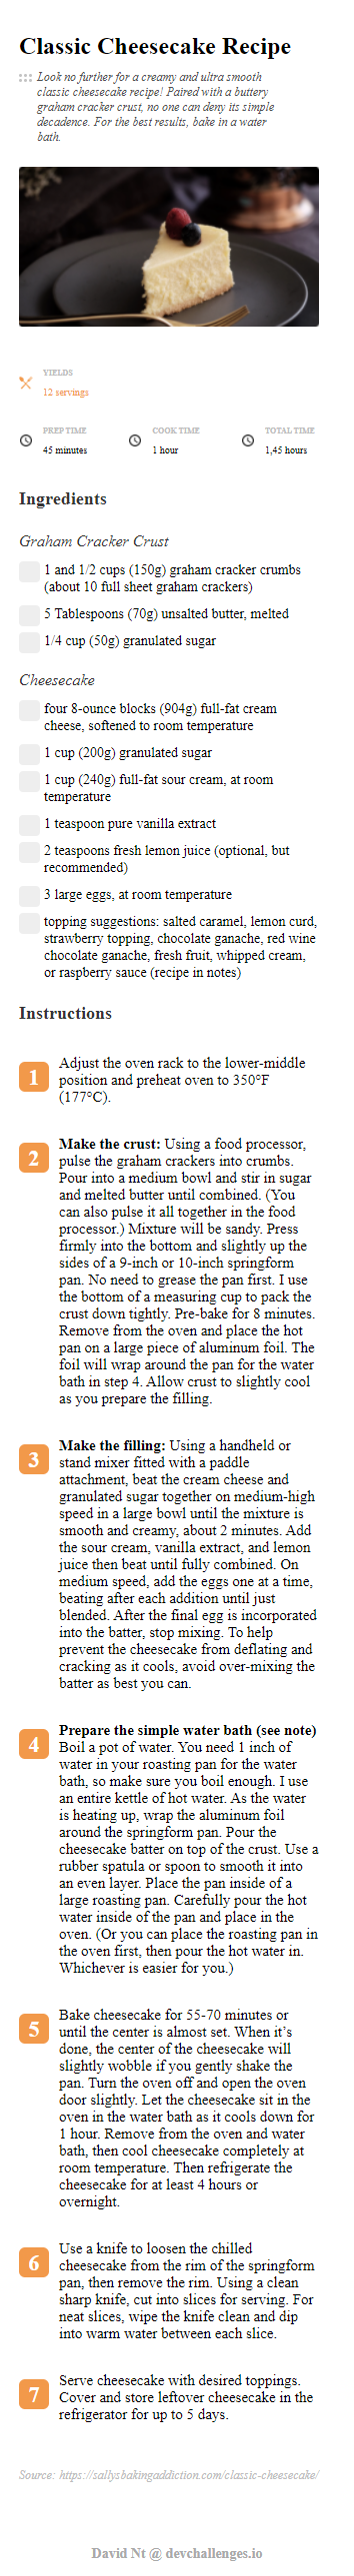 Classic Cheesecake Recipe
Look no further for a creamy and ultra smooth
classic cheesecake recipe! Paired with a buttery
graham cracker crust, no one can deny its simple
decadence. For the best results, bake in a water
bath.
YIELDS
12 servings
PREP TIME
45 minutes
COOK TIME
1 hour
TOTAL TIME
1,45 hours
Ingredients
Graham Cracker Crust
1 and 1/2 cups (150g) graham cracker crumbs
(about 10 full sheet graham crackers)
5 Tablespoons (70g) unsalted butter, melted
1/4 cup (50g) granulated sugar
Cheesecake
four 8-ounce blocks (904g) full-fat cream
cheese, softened to room temperature
1 cup (200g) granulated sugar
1 cup (240g) full-fat sour cream, at room
temperature
1 teaspoon pure vanilla extract
2 teaspoons fresh lemon juice (optional, but
recommended)
3 large eggs, at room temperature
topping suggestions: salted caramel, lemon curd,
strawberry topping, chocolate ganache, red wine
chocolate ganache, fresh fruit, whipped cream,
or raspberry sauce (recipe in notes)
Instructions
1
Adjust the oven rack to the lower-middle
position and preheat oven to 350°F
(177°C).
2
Make the crust: Using a food processor,
pulse the graham crackers into crumbs.
Pour into a medium bowl and stir in sugar
and melted butter until combined. (You
can also pulse it all together in the food
processor.) Mixture will be sandy. Press
firmly into the bottom and slightly up the
sides of a 9-inch or 10-inch springform
pan. No need to grease the pan first. I use
the bottom of a measuring cup to pack the
crust down tightly. Pre-bake for 8 minutes.
Remove from the oven and place the hot
pan on a large piece of aluminum foil. The
foil will wrap around the pan for the water
bath in step 4. Allow crust to slightly cool
as you prepare the filling.
3
Make the filling: Using a handheld or
stand mixer fitted with a paddle
attachment, beat the cream cheese and
granulated sugar together on medium-high
speed in a large bowl until the mixture is
smooth and creamy, about 2 minutes. Add
the sour cream, vanilla extract, and lemon
juice then beat until fully combined. On
medium speed, add the eggs one at a time,
beating after each addition until just
blended. After the final egg is incorporated
into the batter, stop mixing. To help
prevent the cheesecake from deflating and
cracking as it cools, avoid over-mixing the
batter as best you can.
4
Prepare the simple water bath (see note)
Boil a pot of water. You need 1 inch of
water in your roasting pan for the water
bath, so make sure you boil enough. I use
an entire kettle of hot water. As the water
is heating up, wrap the aluminum foil
around the springform pan. Pour the
cheesecake batter on top of the crust. Use a
rubber spatula or spoon to smooth it into
an even layer. Place the pan inside of a
large roasting pan. Carefully pour the hot
water inside of the pan and place in the
oven. (Or you can place the roasting pan in
the oven first, then pour the hot water in.
Whichever is easier for you.)
5
Bake cheesecake for 55-70 minutes or
until the center is almost set. When it’s
done, the center of the cheesecake will
slightly wobble if you gently shake the
pan. Turn the oven off and open the oven
door slightly. Let the cheesecake sit in the
oven in the water bath as it cools down for
1 hour. Remove from the oven and water
bath, then cool cheesecake completely at
room temperature. Then refrigerate the
cheesecake for at least 4 hours or
overnight.
6
Use a knife to loosen the chilled
cheesecake from the rim of the springform
pan, then remove the rim. Using a clean
sharp knife, cut into slices for serving. For
neat slices, wipe the knife clean and dip
into warm water between each slice.
7
Serve cheesecake with desired toppings.
Cover and store leftover cheesecake in the
refrigerator for up to 5 days.
Source: https://sallysbakingaddiction.com/classic-cheesecake/
David Nt @ devchallenges.io